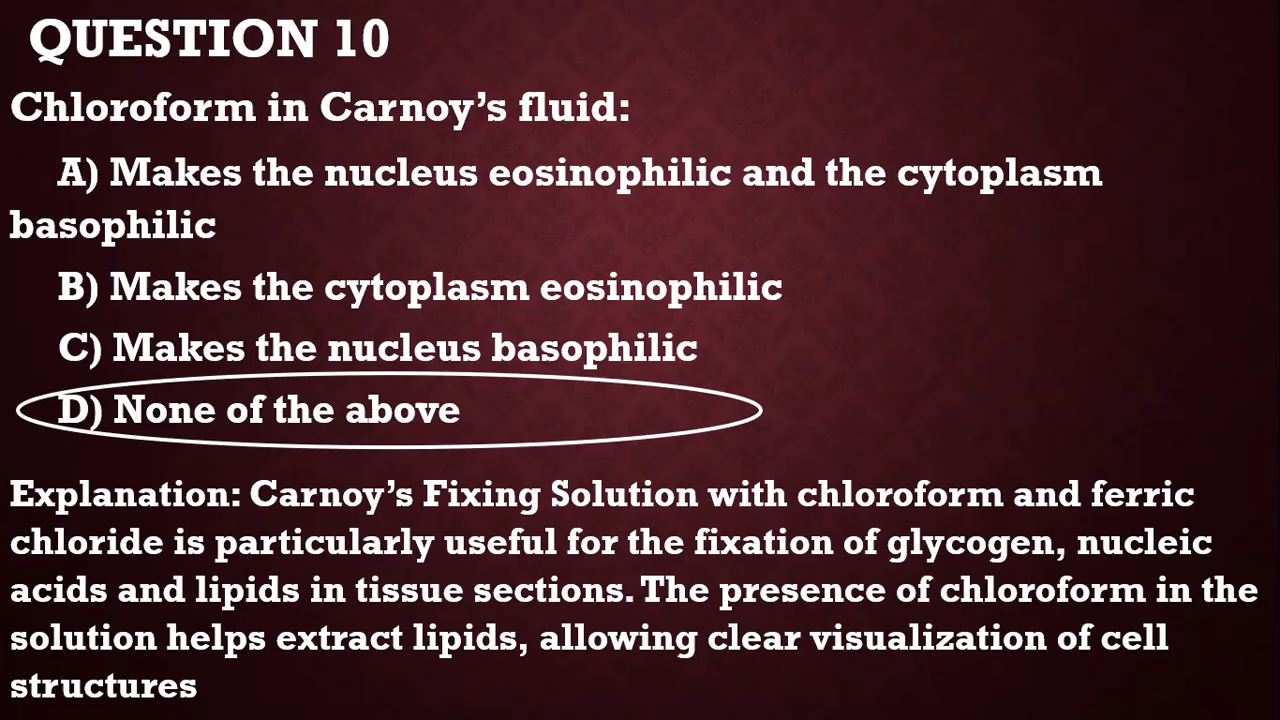 QUESTION 10
Chloroform in Carnoy’s fluid:
A) Makes the nucleus eosinophilic and the cytoplasm
basophilic
B) Makes the cytoplasm eosinophilic
C) Makes the nucleus basophilic
D) None of the above
Explanation: Carnoy’s Fixing Solution with chloroform and ferric
chloride is particularly useful for the fixation of glycogen, nucleic
acids and lipids in tissue sections. The presence of chloroform in the
solution helps extract lipids, allowing clear visualization of cell
structures